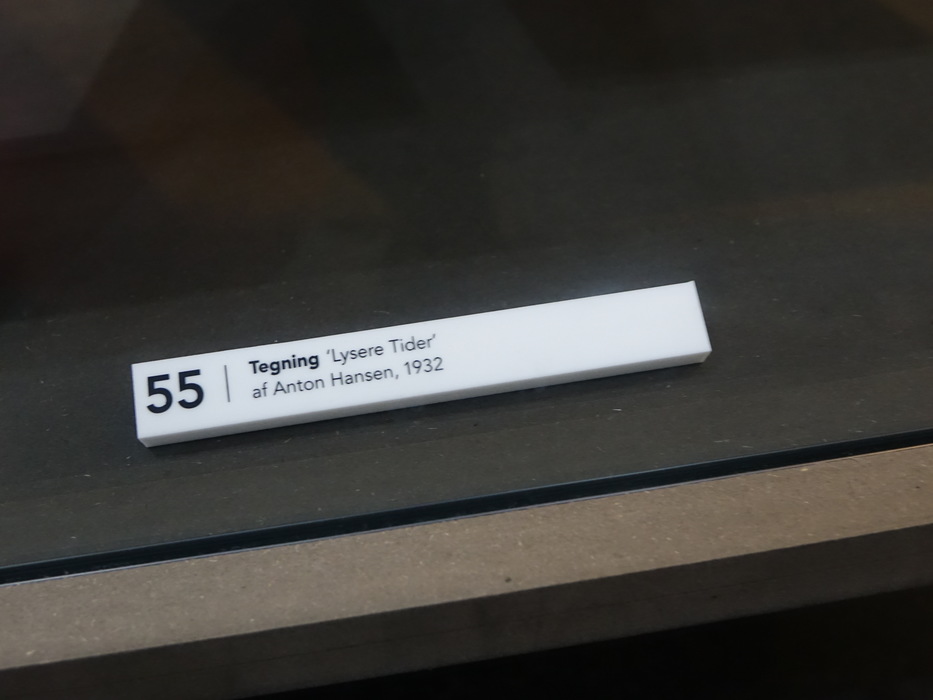 55
Tegning ‘Lysere Tider’
af Anton Hansen, 1932